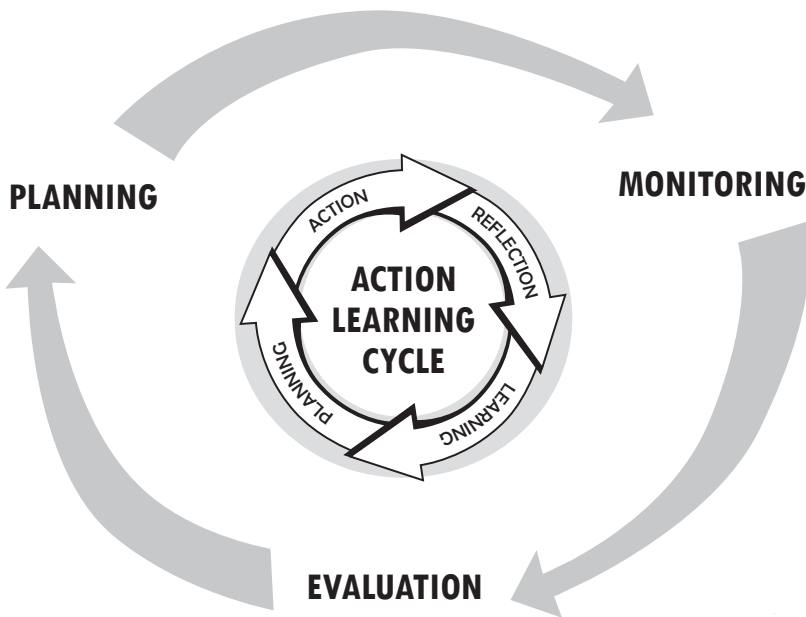 PLANNING
MONITORING
ACTION
REFLECTION
ACTION
LEARNING
CYCLE
PLANNING
LEARNING
EVALUATION